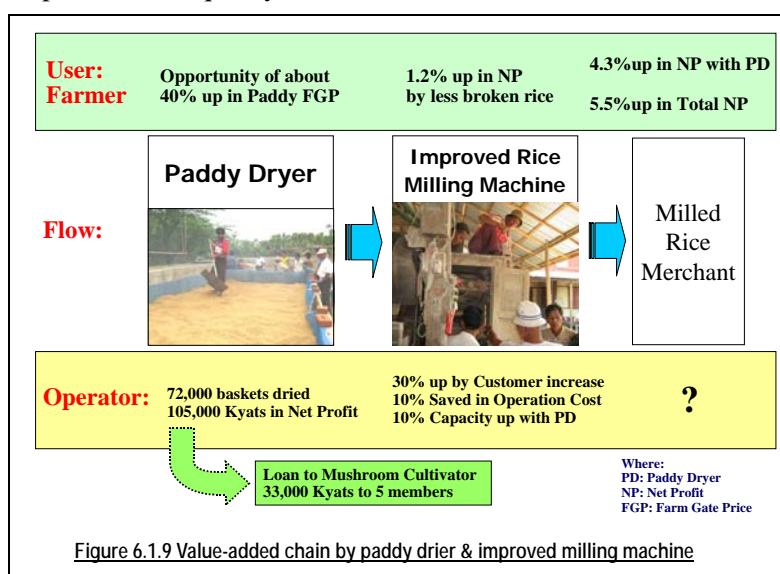 User:
Farmer
Opportunity of about
40% up in Paddy FGP
1.2% up in NP
by less broken rice
4.3%up in NP with PD
5.5%up in Total NP
Flow:
Paddy Dryer
Improved Rice
Milling Machine
Milled
Rice
Merchant
Operator:
72,000 baskets dried
105,000 Kyats in Net Profit
30% up by Customer increase
10% Saved in Operation Cost
10% Capacity up with PD
?
Loan to Mushroom Cultivator
33,000 Kyats to 5 members
Where:
PD: Paddy Dryer
NP: Net Profit
FGP: Farm Gate Price
Figure 6.1.9 Value-added chain by paddy drier & improved milling machine